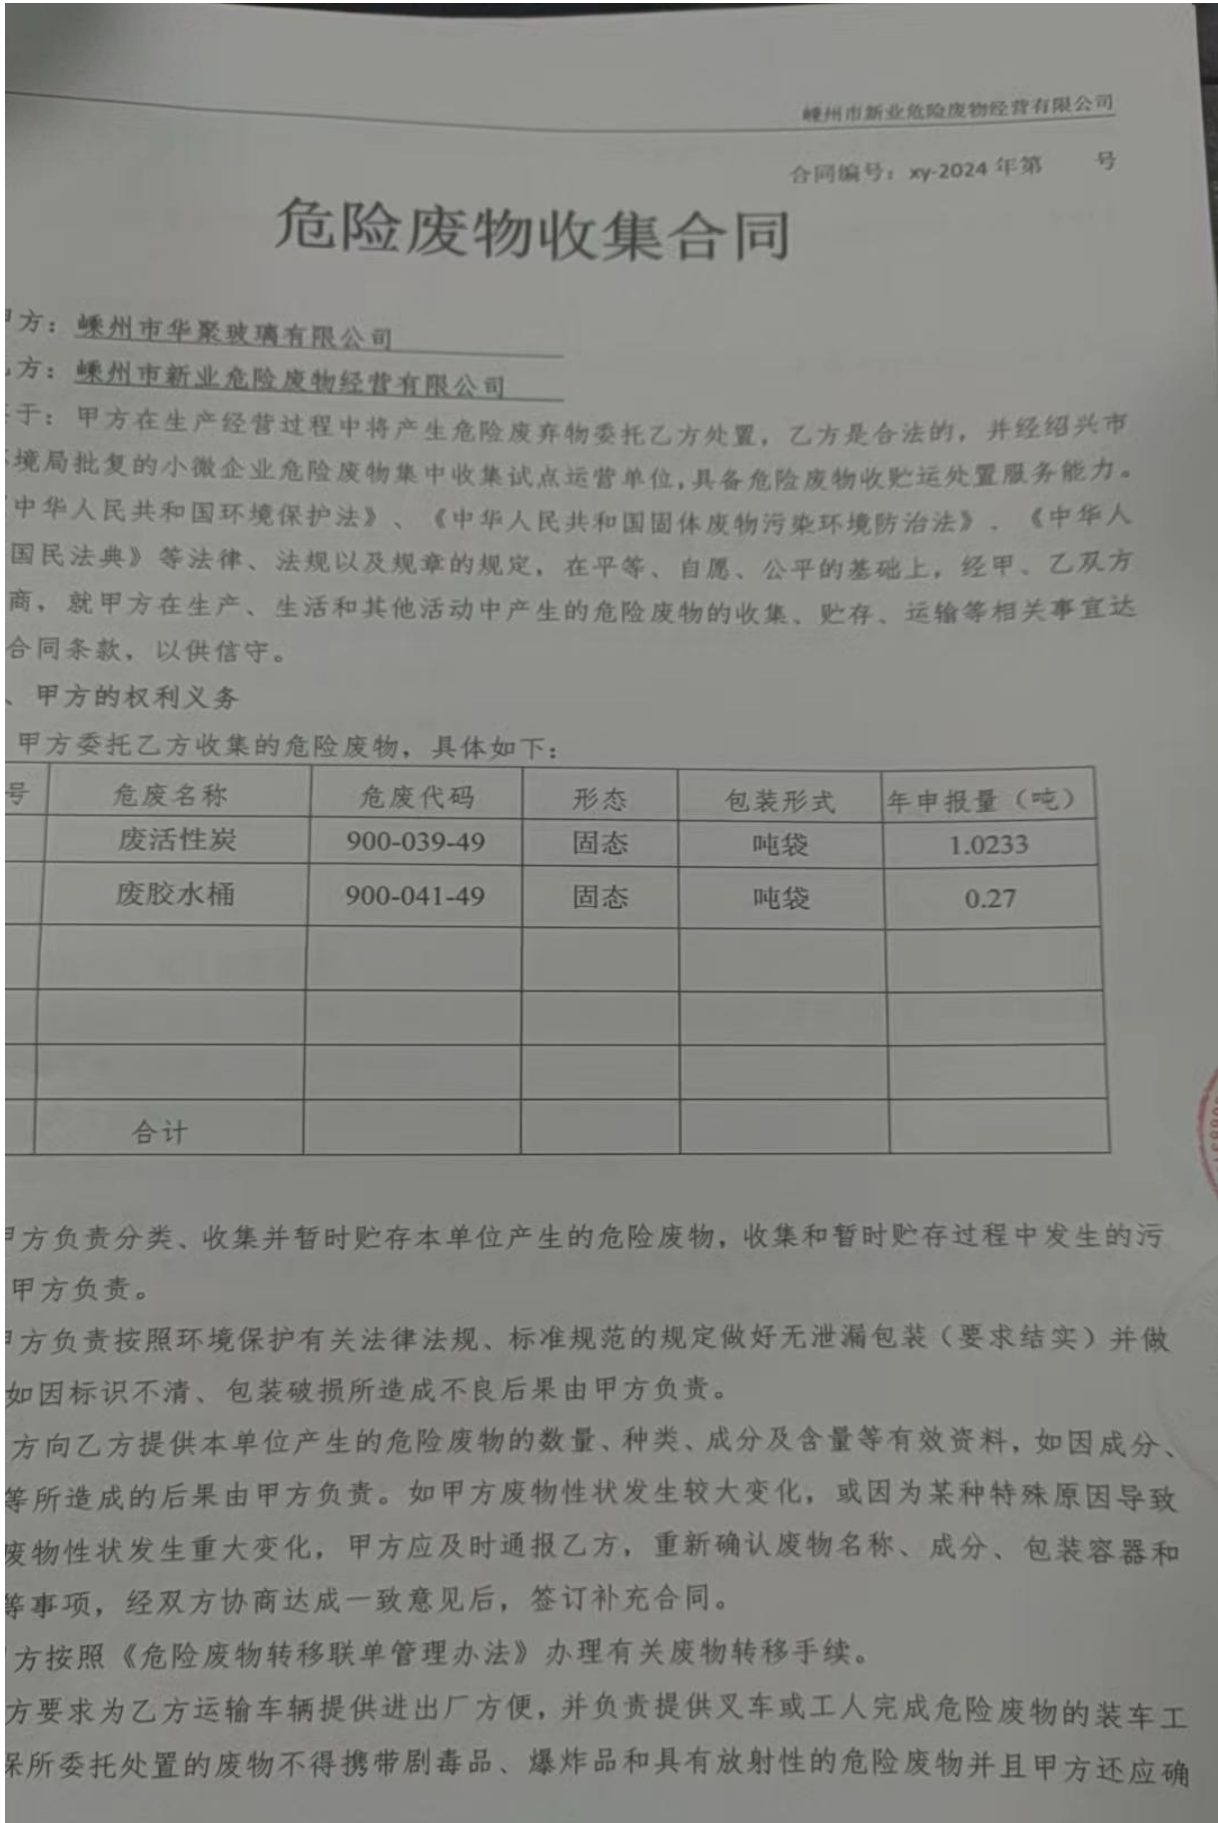 嵊州市新业危险废物经营有限公司
合同编号：xy-2024 年第 号
危险废物收集合同
方：嵊州市华聚玻璃有限公司
方：嵊州市新业危险废物经营有限公司
于：甲方在生产经营过程中将产生危险废弃物委托乙方处置，乙方是合法的，并经绍兴市
境局批复的小微企业危险废物集中收集试点运营单位，具备危险废物收贮运处置服务能力。
《中华人民共和国环境保护法》、《中华人民共和国固体废物污染环境防治法》、《中华人
国民法典》等法律、法规以及规章的规定，在平等、自愿、公平的基础上，经甲、乙双方
商，就甲方在生产、生活和其他活动中产生的危险废物的收集、贮存、运输等相关事宜达
合同条款，以供信守。
、甲方的权利义务
甲方委托乙方收集的危险废物，具体如下：
号 危废名称 危废代码 形态 包装形式 年申报量（吨）
废活性炭 900-039-49 固态 吨袋 1.0233
废胶水桶 900-041-49 固态 吨袋 0.27
合计
甲方负责分类、收集并暂时贮存本单位产生的危险废物，收集和暂时贮存过程中发生的污
甲方负责。
甲方负责按照环境保护有关法律法规、标准规范的规定做好无泄漏包装（要求结实）并做
如因标识不清、包装破损所造成不良后果由甲方负责。
方向乙方提供本单位产生的危险废物的数量、种类、成分及含量等有效资料，如因成分、
等所造成的后果由甲方负责。如甲方废物性状发生较大变化，或因为某种特殊原因导致
废物性状发生重大变化，甲方应及时通报乙方，重新确认废物名称、成分、包装容器和
等事项，经双方协商达成一致意见后，签订补充合同。
方按照《危险废物转移联单管理办法》办理有关废物转移手续。
方要求为乙方运输车辆提供进出厂方便，并负责提供叉车或工人完成危险废物的装车工
保所委托处置的废物不得携带剧毒品、爆炸品和具有放射性的危险废物并且甲方还应确